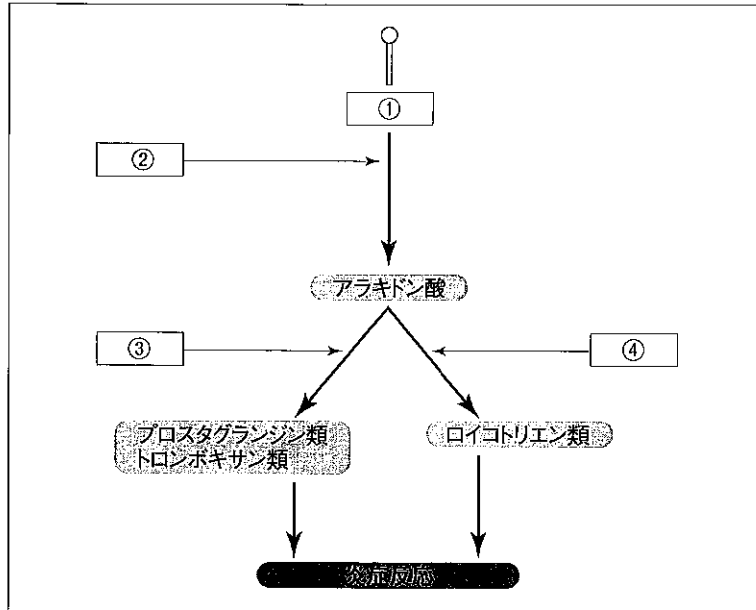 ①
②
アラキドン酸
③
④
プロスタグランジン類
トロンボキサン類
ロイコトリエン類
炎症反応